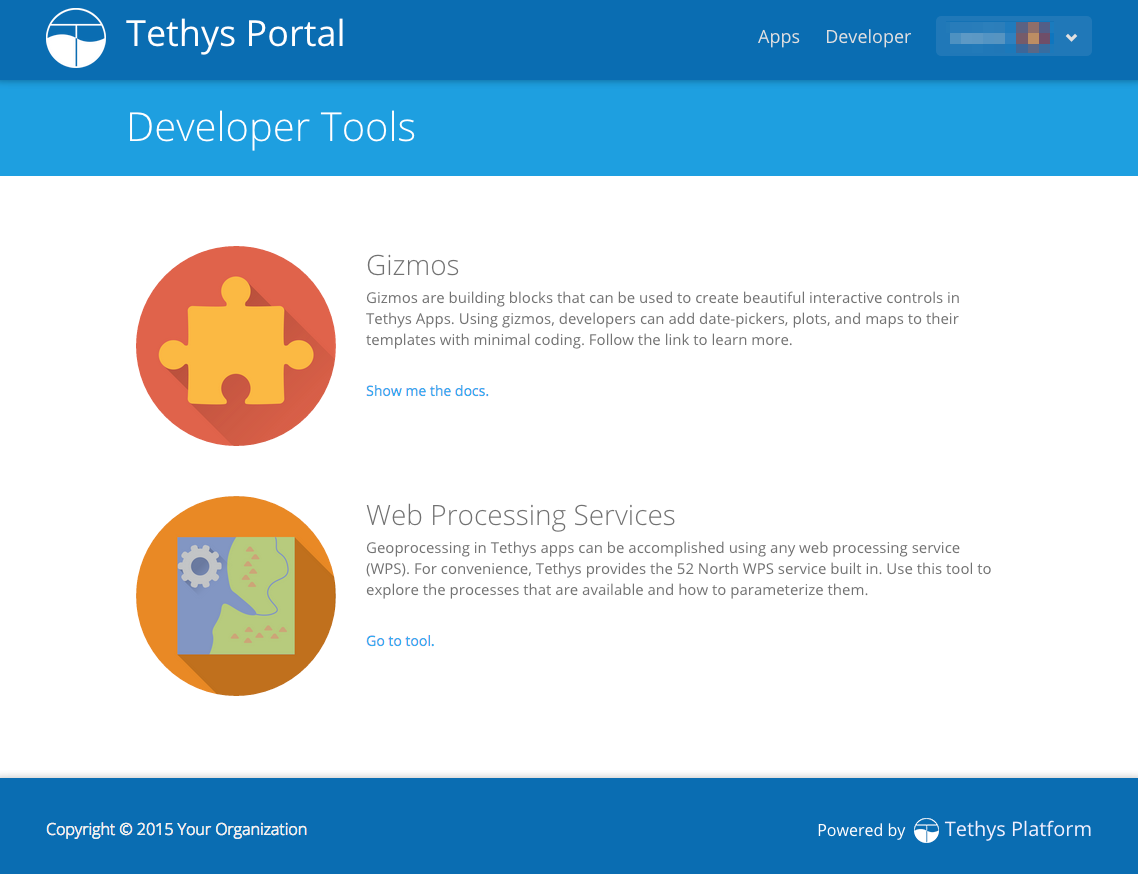 Tethys Portal
Apps
Developer
Developer Tools
Gizmos
Gizmos are building blocks that can be used to create beautiful interactive controls in
Tethys Apps. Using gizmos, developers can add date-pickers, plots, and maps to their
templates with minimal coding. Follow the link to learn more.
Show me the docs.
Web Processing Services
Geoprocessing in Tethys apps can be accomplished using any web processing service
(WPS). For convenience, Tethys provides the 52 North WPS service built in. Use this tool to
explore the processes that are available and how to parameterize them.
Go to tool.
Copyright © 2015 Your Organization
Powered by Tethys Platform